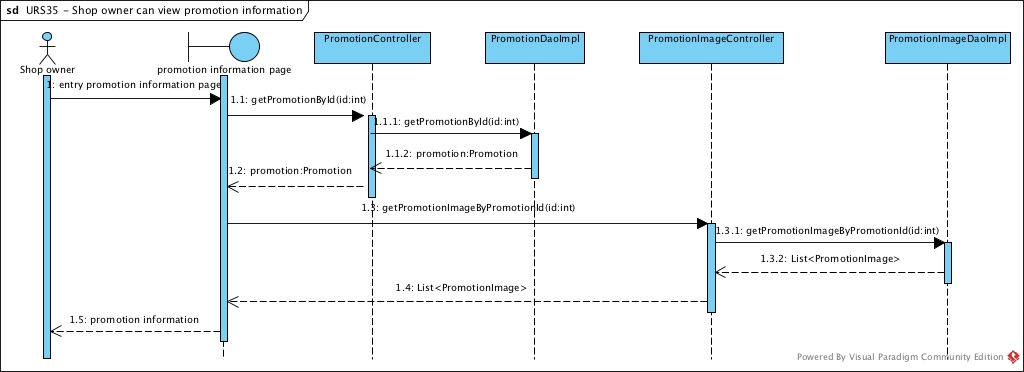 sd URS35 – Shop owner can view promotion information
PromotionController
PromotionDaoImpl
PromotionImageController
PromotionImageDaoImpl
Shop owner
promotion information page
1: entry promotion information page
1.1: getPromotionById(id:int)
1.1.1: getPromotionById(id:int)
1.1.2: promotion:Promotion
1.2: promotion:Promotion
1.3: getPromotionImageByPromotionId(id:int)
1.3.1: getPromotionImageByPromotionId(id:int)
1.3.2: List<PromotionImage>
1.4: List<PromotionImage>
1.5: promotion information
Powered By Visual Paradigm Community Edition